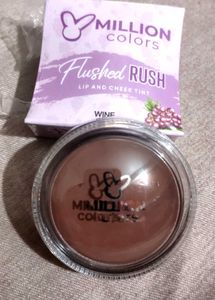 MILLION
colors
Flushed RUSH
LIP AND CHEEK TINT
WINE
MILLION
COLORS